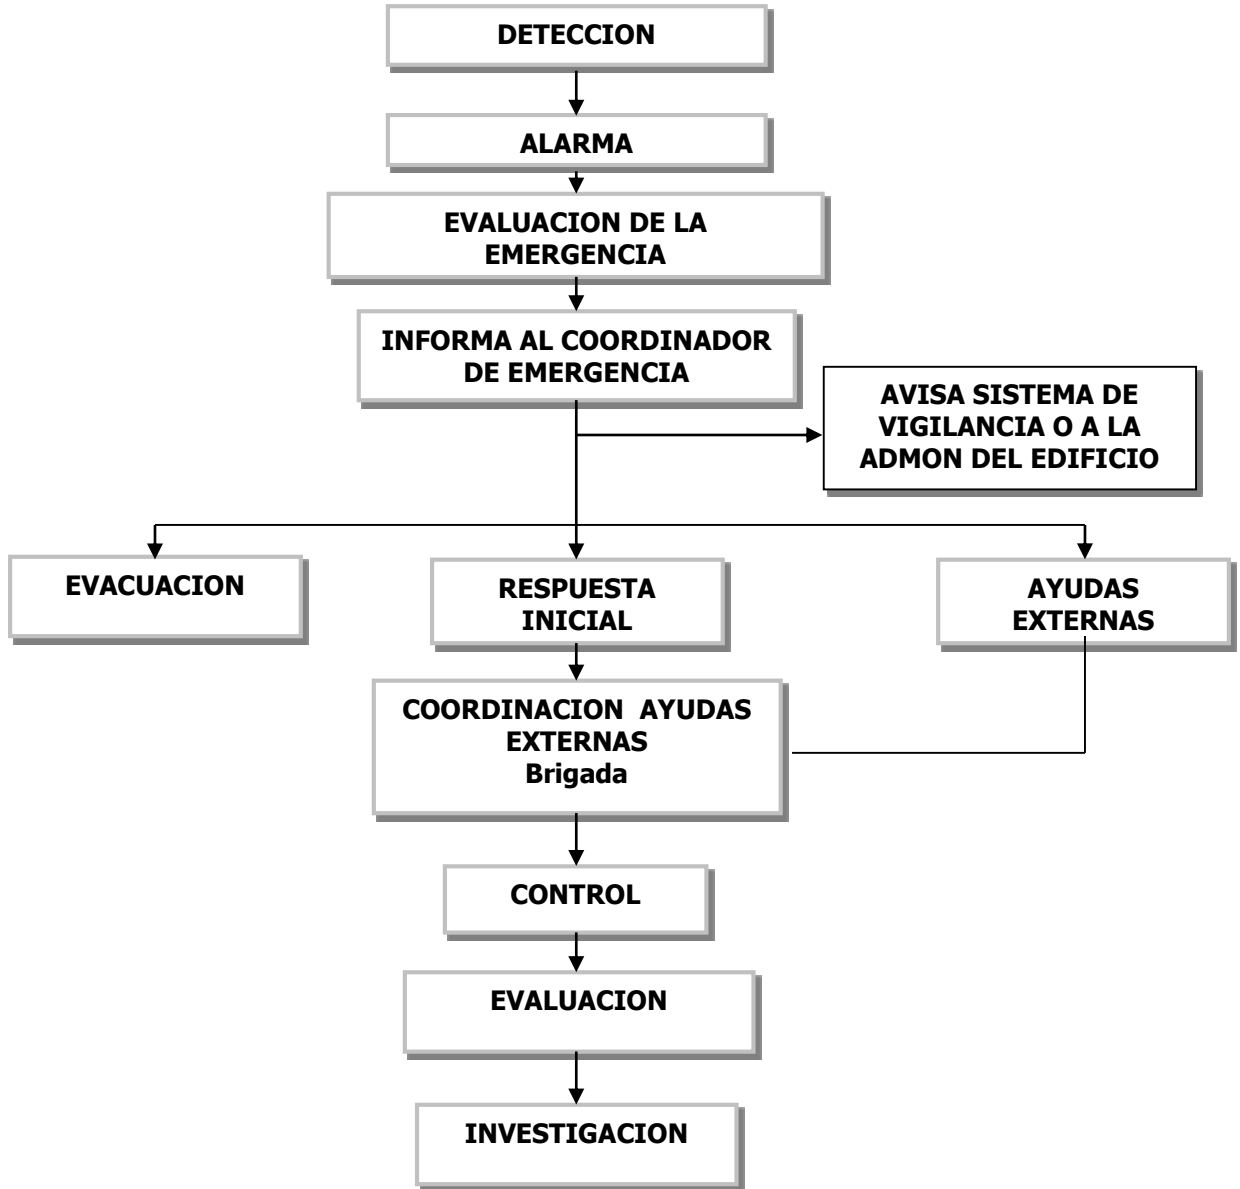 DETECCION
ALARMA
EVALUACION DE LA
EMERGENCIA
INFORMA AL COORDINADOR
DE EMERGENCIA
AVISA SISTEMA DE
VIGILANCIA O A LA
ADMON DEL EDIFICIO
EVACUACION
RESPUESTA
INICIAL
AYUDAS
EXTERNAS
COORDINACION AYUDAS
EXTERNAS
Brigada
CONTROL
EVALUACION
INVESTIGACION